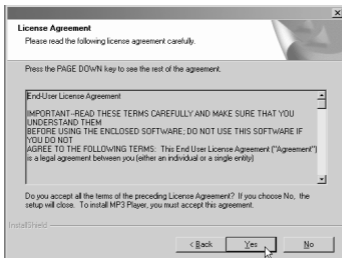 License Agreement
Please read the following license agreement carefully.
Press the PAGE DOWN key to see the rest of the agreement.
End-User License Agreement
IMPORTANT--READ THESE TERMS CAREFULLY AND MAKE SURE THAT YOU
UNDERSTAND THEM
BEFORE USING THE ENCLOSED SOFTWARE; DO NOT USE THIS SOFTWARE IF
YOU DO NOT
AGREE TO THE FOLLOWING TERMS: This End User License Agreement ("Agreement")
is a legal agreement between you (either an individual or a single entity)
Do you accept all the terms of the preceding License Agreement? If you choose No, the
setup will close. To install MP3 Player, you must accept this agreement.
InstallShield
< Back Yes No